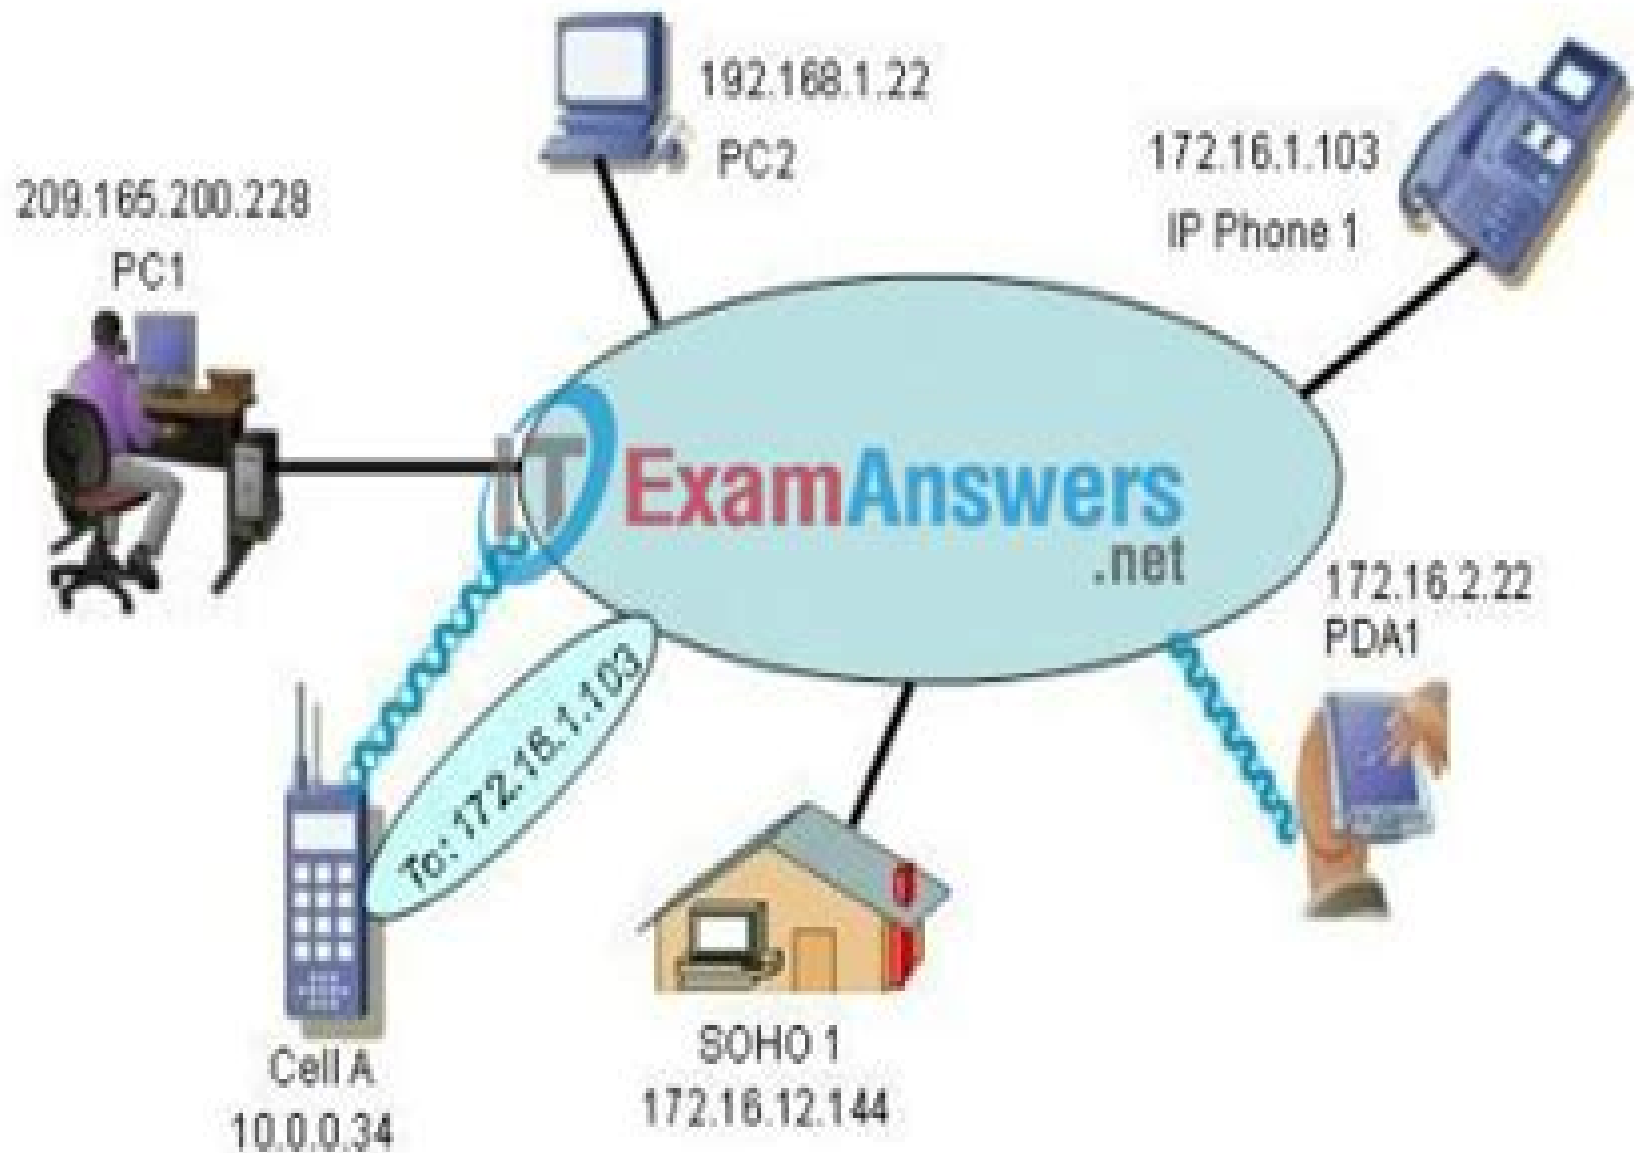 192.168.1.22
PC2
172.16.1.103
IP Phone 1
209.165.200.228
PC1
IT ExamAnswers
.net
172.16.2.22
PDA1
To: 172.16.1.103
Cell A
10.0.0.34
SOHO 1
172.16.12.144